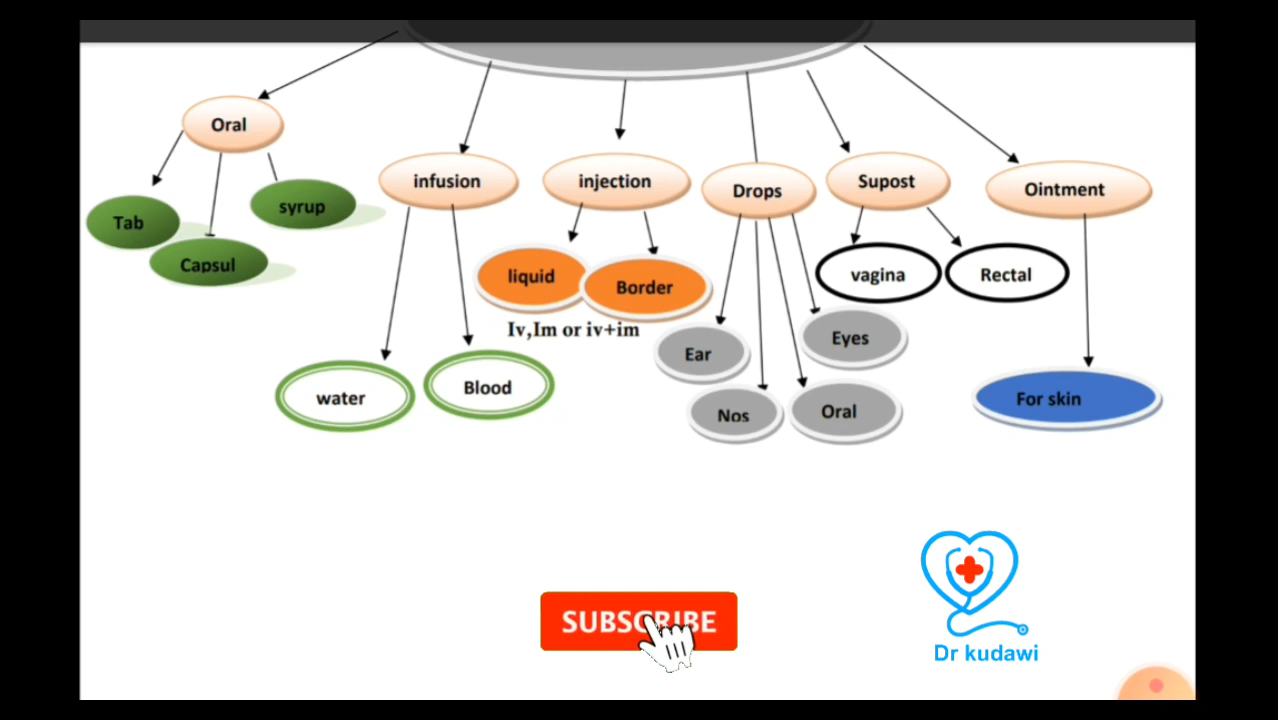 Oral
infusion
injection
Drops
Supost
Ointment
Tab
Capsul
syrup
liquid
Border
Iv,Im or iv+im
water
Blood
Ear
Nos
Oral
Eyes
vagina
Rectal
For skin
SUBSCRIBE
Dr kudawi